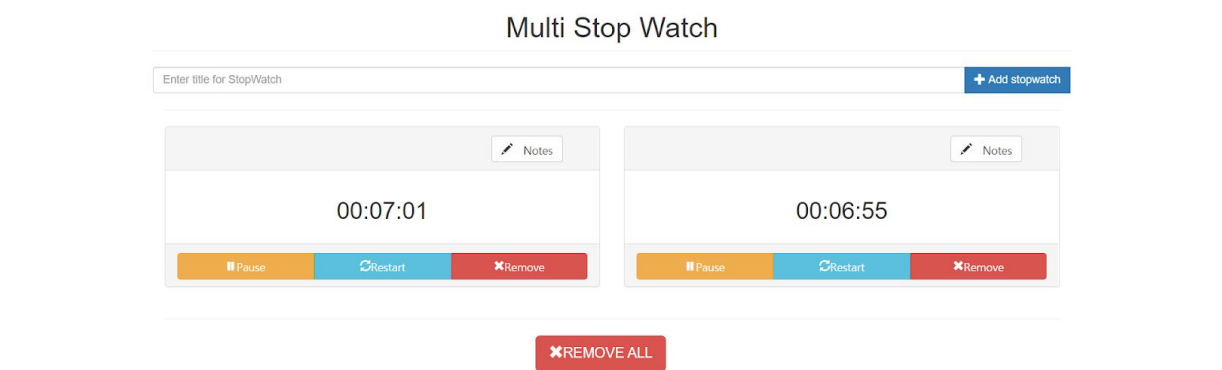 Multi Stop Watch
Enter title for StopWatch
Add stopwatch
Notes
Notes
00:07:01
00:06:55
Pause Restart Remove
Pause Restart Remove
REMOVE ALL